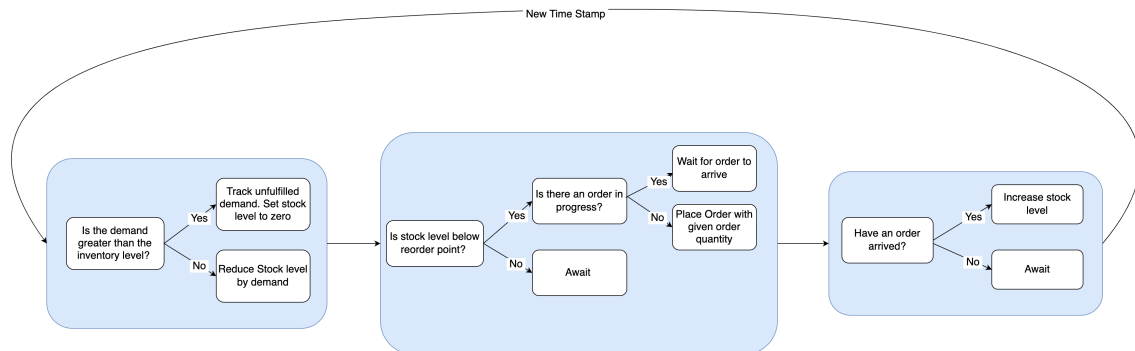 New Time Stamp
Is the demand
greater than the
inventory level?
Yes
No
Track unfulfilled
demand. Set stock
level to zero
Reduce Stock level
by demand
Is stock level below
reorder point?
Yes
No
Is there an order in
progress?
Await
Yes
No
Wait for order to
arrive
Place Order with
given order
quantity
Have an order
arrived?
Yes
No
Increase stock
level
Await